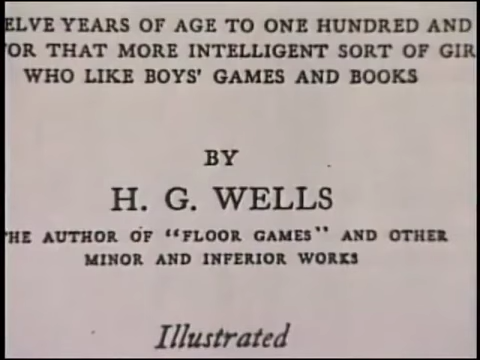 ELVE YEARS OF AGE TO ONE HUNDRED AND
OR THAT MORE INTELLIGENT SORT OF GIR
WHO LIKE BOYS' GAMES AND BOOKS
BY
H. G. WELLS
HE AUTHOR OF "FLOOR GAMES" AND OTHER
MINOR AND INFERIOR WORKS
Illustrated